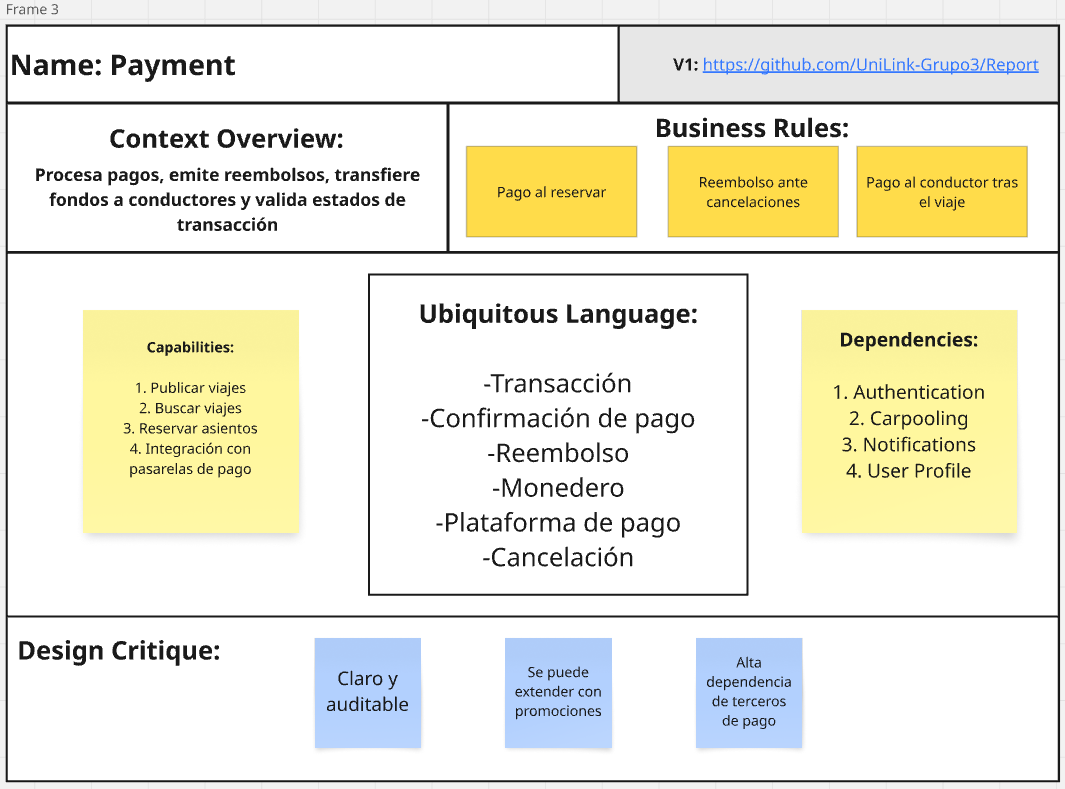 Frame 3
Name: Payment
V1: https://github.com/UniLink-Grupo3/Report
Context Overview:
Procesa pagos, emite reembolsos, transfiere
fondos a conductores y valida estados de
transacción
Business Rules:
Pago al reservar
Reembolso ante
cancelaciones
Pago al conductor tras
el viaje
Capabilities:
1. Publicar viajes
2. Buscar viajes
3. Reservar asientos
4. Integración con
pasarelas de pago
Ubiquitous Language:
-Transacción
-Confirmación de pago
-Reembolso
-Monedero
-Plataforma de pago
-Cancelación
Dependencies:
1. Authentication
2. Carpooling
3. Notifications
4. User Profile
Design Critique:
Claro y
auditable
Se puede
extender con
promociones
Alta
dependencia
de terceros
de pago